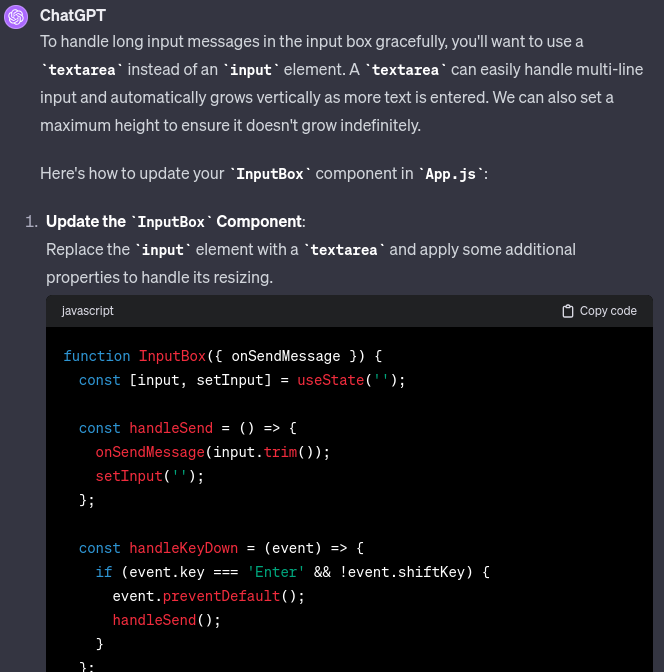 ChatGPT
To handle long input messages in the input box gracefully, you'll want to use a
`textarea` instead of an `input` element. A `textarea` can easily handle multi-line
input and automatically grows vertically as more text is entered. We can also set a
maximum height to ensure it doesn't grow indefinitely.
Here's how to update your `InputBox` component in `App.js`:
1. Update the `InputBox` Component:
Replace the `input` element with a `textarea` and apply some additional
properties to handle its resizing.
javascript Copy code
function InputBox({ onSendMessage }) {
  const [input, setInput] = useState('');
  const handleSend = () => {
    onSendMessage(input.trim());
    setInput('');
  };
  const handleKeyDown = (event) => {
    if (event.key === 'Enter' && !event.shiftKey) {
      event.preventDefault();
      handleSend();
    }
  };